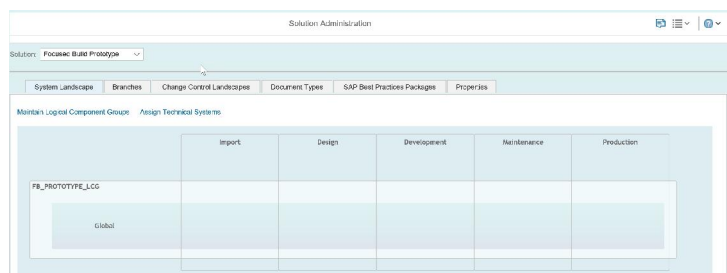 Solution Administration
Solution: Focused Build Prototype
System Landscape Branches Change Control Landscapes Document Types SAP Best Practices Packages Properties
Maintain Logical Component Groups Assign Technical Systems
Import Design Development Maintenance Production
FB_PROTOTYPE_LCG
Global